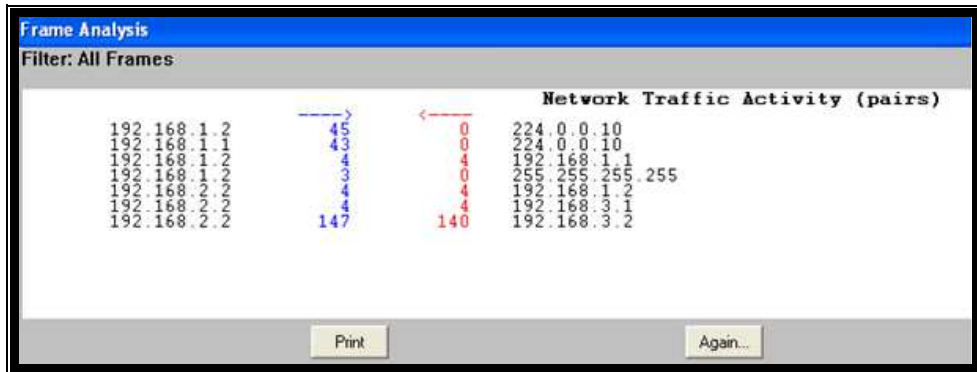 Frame Analysis
Filter: All Frames
Network Traffic Activity (pairs)
----> <----
192.168.1.2 45 0 224.0.0.10
192.168.1.1 43 0 224.0.0.10
192.168.1.2 4 4 192.168.1.1
192.168.1.2 3 0 255.255.255.255
192.168.2.2 4 4 192.168.1.2
192.168.2.2 4 4 192.168.3.1
192.168.2.2 147 140 192.168.3.2
Print Again...